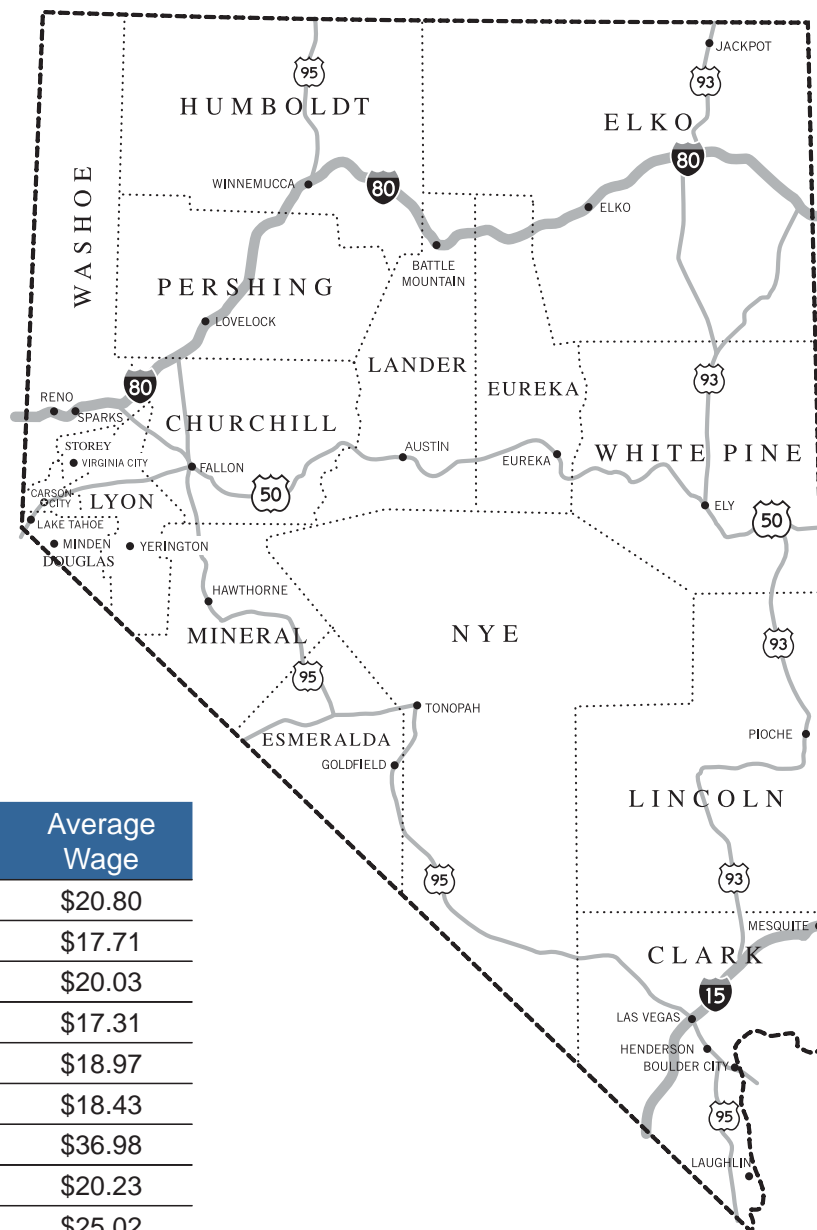 JACKPOT
95
93
HUMBOLDT
ELKO
80
WINNEMUCCA
80
ELKO
WASHOE
BATTLE
MOUNTAIN
PERSHING
LOVELOCK
LANDER
80
EUREKA
93
RENO
SPARKS
CHURCHILL
STOREY
AUSTIN
WHITE PINE
VIRGINIA CITY
FALLON
EUREKA
CARSON
CITY
LYON
50
ELY
50
LAKE TAHOE
MINDEN
YERINGTON
DOUGLAS
HAWTHORNE
MINERAL
NYE
93
95
TONOPAH
ESMERALDA
PIOCHE
GOLDFIELD
LINCOLN
95
93
MESQUITE
CLARK
15
LAS VEGAS
HENDERSON
BOULDER CITY
95
LAUGHLIN
Average
Wage
$20.80
$17.71
$20.03
$17.31
$18.97
$18.43
$36.98
$20.23
$25.02